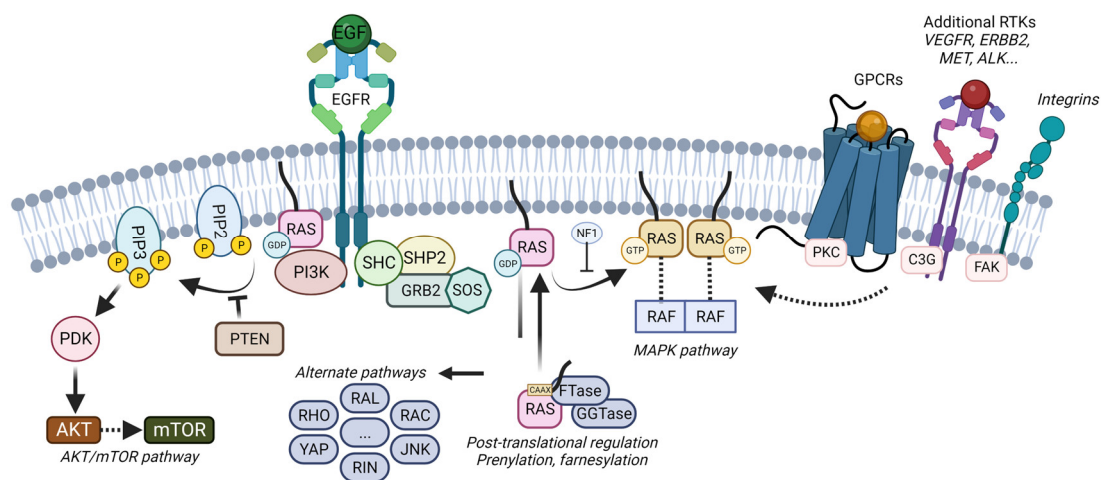 EGF
EGFR
Additional RTKs
VEGFR, ERBB2,
MET, ALK...
GPCRs
Integrins
PIP3
P
P
P
PIP2
P
P
RAS
GDP
PI3K
SHC
SHP2
GRB2
SOS
RAS
GDP
NF1
RAS
RAS
GTP
GTP
PKC
C3G
FAK
PDK
PTEN
RAF
RAF
MAPK pathway
Alternate pathways
RAL
RHO
RAC
...
YAP
JNK
RIN
CAAX
FTase
RAS
GGTase
AKT
mTOR
AKT/mTOR pathway
Post-translational regulation
Prenylation, farnesylation